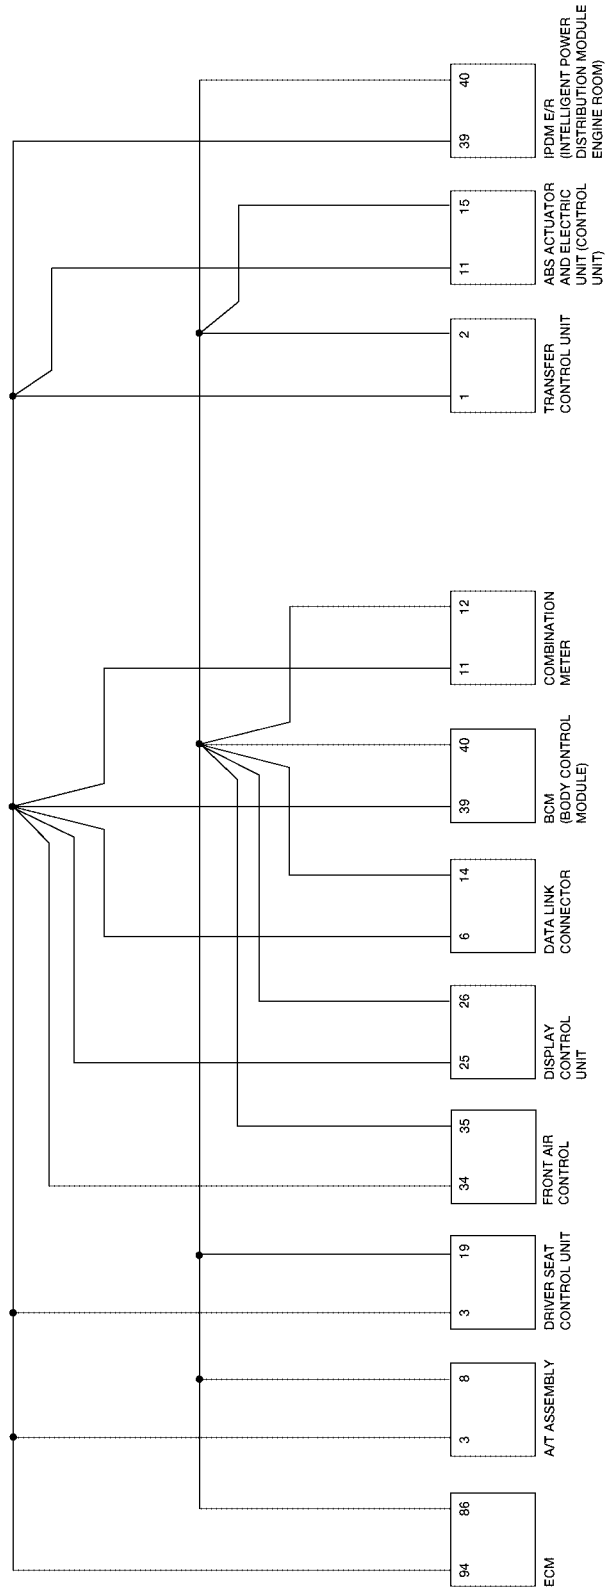 94
86
ECM
3
8
A/T ASSEMBLY
3
19
DRIVER SEAT
CONTROL UNIT
34
35
FRONT AIR
CONTROL
25
26
DISPLAY
CONTROL
UNIT
6
14
DATA LINK
CONNECTOR
39
40
BCM
(BODY CONTROL
MODULE)
11
12
COMBINATION
METER
1
2
TRANSFER
CONTROL UNIT
11
15
ABS ACTUATOR
AND ELECTRIC
UNIT (CONTROL
UNIT)
39
40
IPDM E/R
(INTELLIGENT POWER
DISTRIBUTION MODULE
ENGINE ROOM)